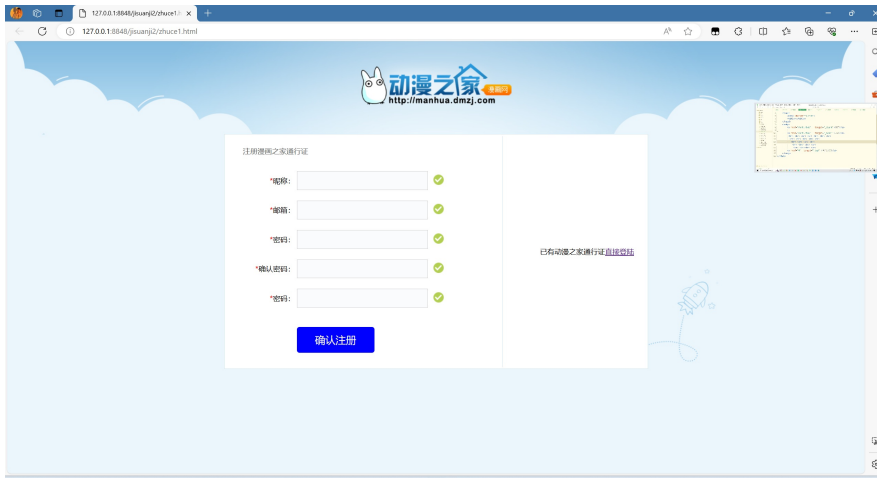 127.0.0.1:8848/jisuanji2/zhuce1.
127.0.0.1:8848/jisuanji2/zhuce1.html
动漫之家
http://manhua.dmzj.com
注册漫画之家通行证
*昵称：
*邮箱：
*密码：
*确认密码：
*密码：
确认注册
已有动漫之家通行证直接登陆